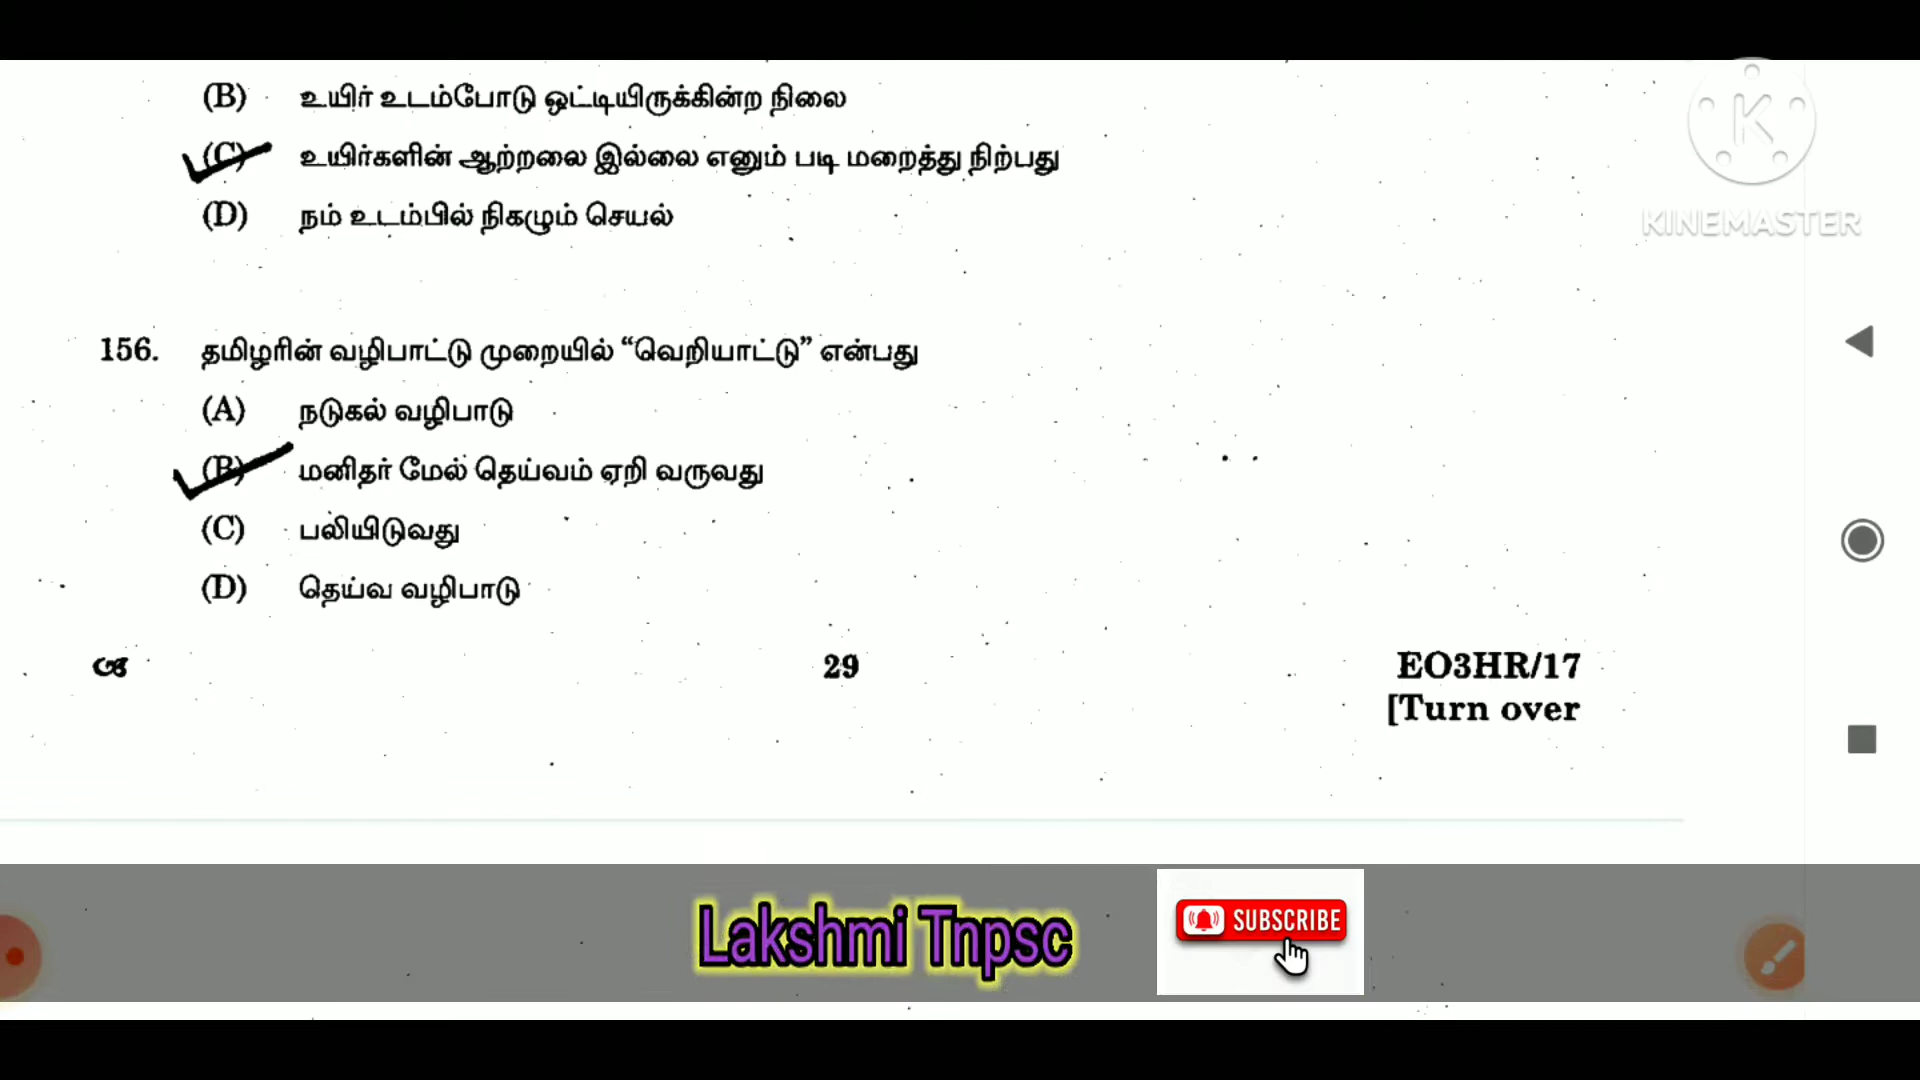 (B) உயிர் உடம்போடு ஒட்டியிருக்கின்ற நிலை
(C) உயிர்களின் ஆற்றலை இல்லை எனும் படி மறைத்து நிற்பது
(D) நம் உடம்பில் நிகழும் செயல்
KINEMASTER
156. தமிழரின் வழிபாட்டு முறையில் “வெறியாட்டு” என்பது
(A) நடுகல் வழிபாடு
(B) மனிதர் மேல் தெய்வம் ஏறி வருவது
(C) பலியிடுவது
(D) தெய்வ வழிபாடு
29 EO3HR/17
[Turn over
Lakshmi Tnpsc
SUBSCRIBE